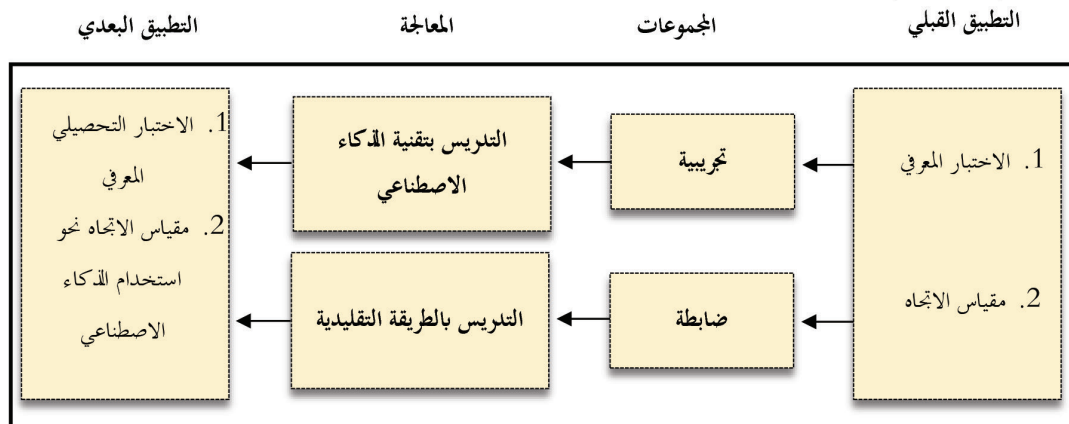 التطبيق القبلي
المجموعات
المعالجة
التطبيق البعدي
1. الاختبار المعرفي
2. مقياس الاتجاه
تجريبية
ضابطة
التدريس بتقنية الذكاء
الاصطناعي
التدريس بالطريقة التقليدية
1. الاختبار التحصيلي
المعرفي
2. مقياس الاتجاه نحو
استخدام الذكاء
الاصطناعي